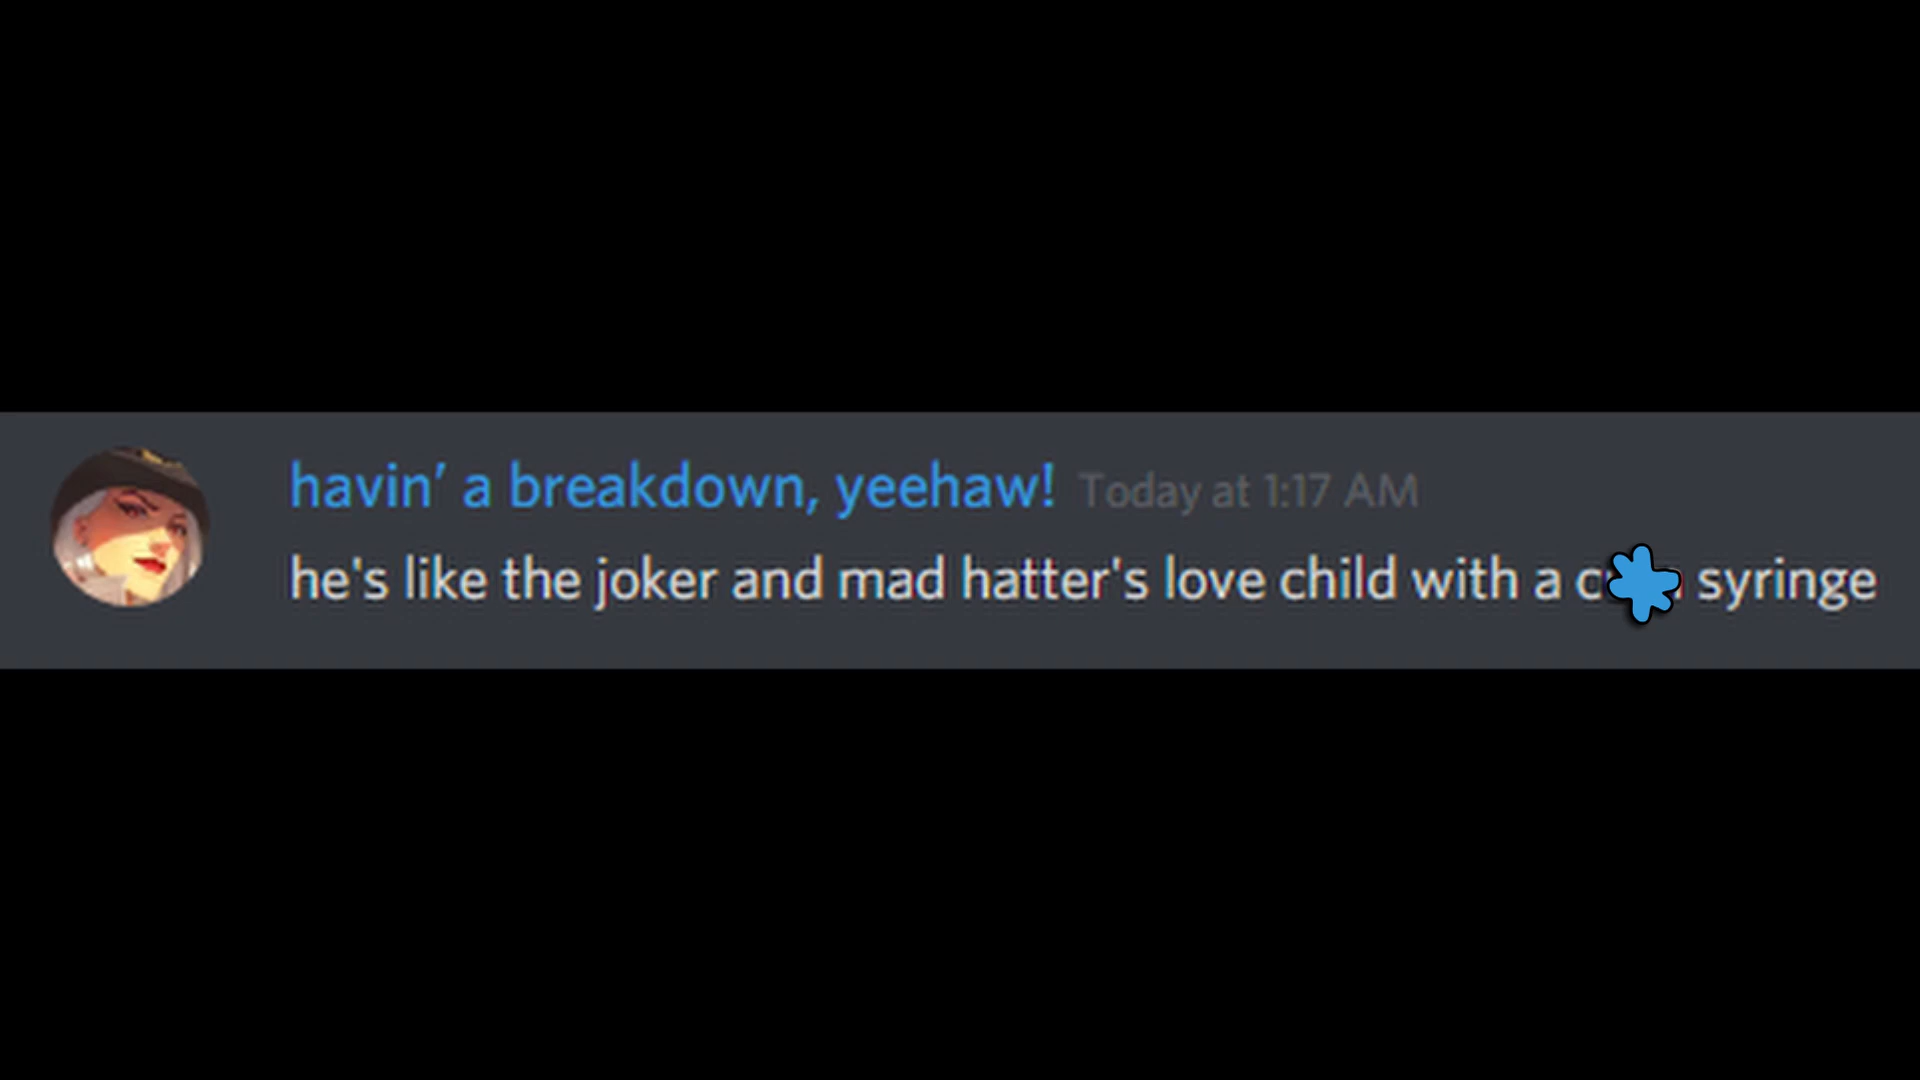 havin’ a breakdown, yeehaw! Today at 1:17 AM
he's like the joker and mad hatter's love child with a syringe